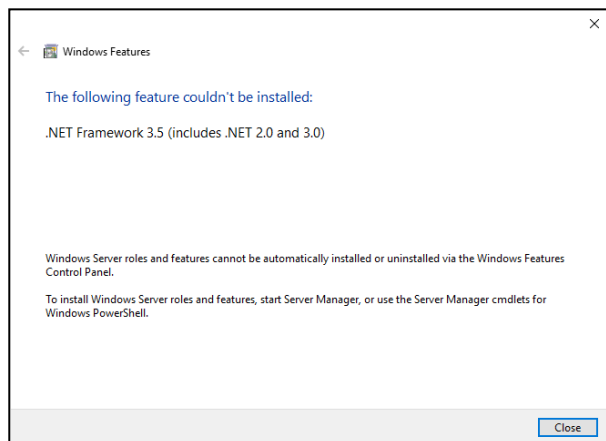 Windows Features
The following feature couldn't be installed:
.NET Framework 3.5 (includes .NET 2.0 and 3.0)
Windows Server roles and features cannot be automatically installed or uninstalled via the Windows Features
Control Panel.
To install Windows Server roles and features, start Server Manager, or use the Server Manager cmdlets for
Windows PowerShell.
Close